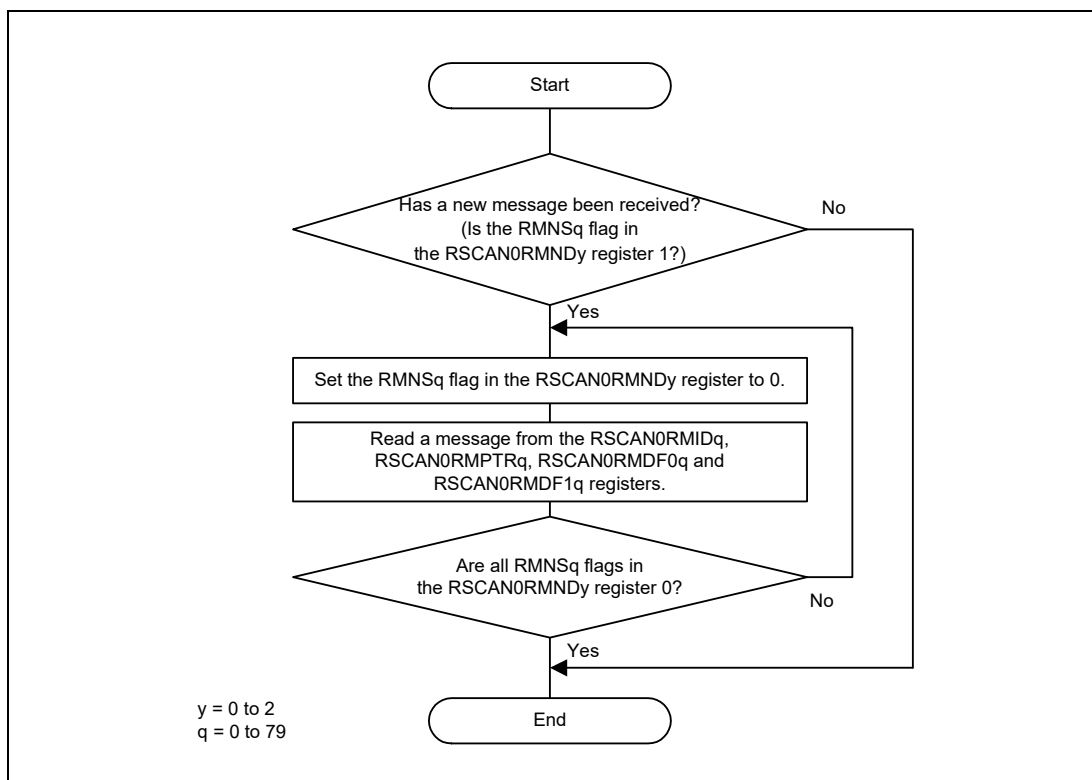 Start
Has a new message been received?
(Is the RMNSq flag in
the RSCAN0RMNDy register 1?)
No
Yes
Set the RMNSq flag in the RSCAN0RMNDy register to 0.
Read a message from the RSCAN0RMIDq,
RSCAN0RMPTRq, RSCAN0RMDF0q and
RSCAN0RMDF1q registers.
Are all RMNSq flags in
the RSCAN0RMNDy register 0?
No
Yes
End
y = 0 to 2
q = 0 to 79